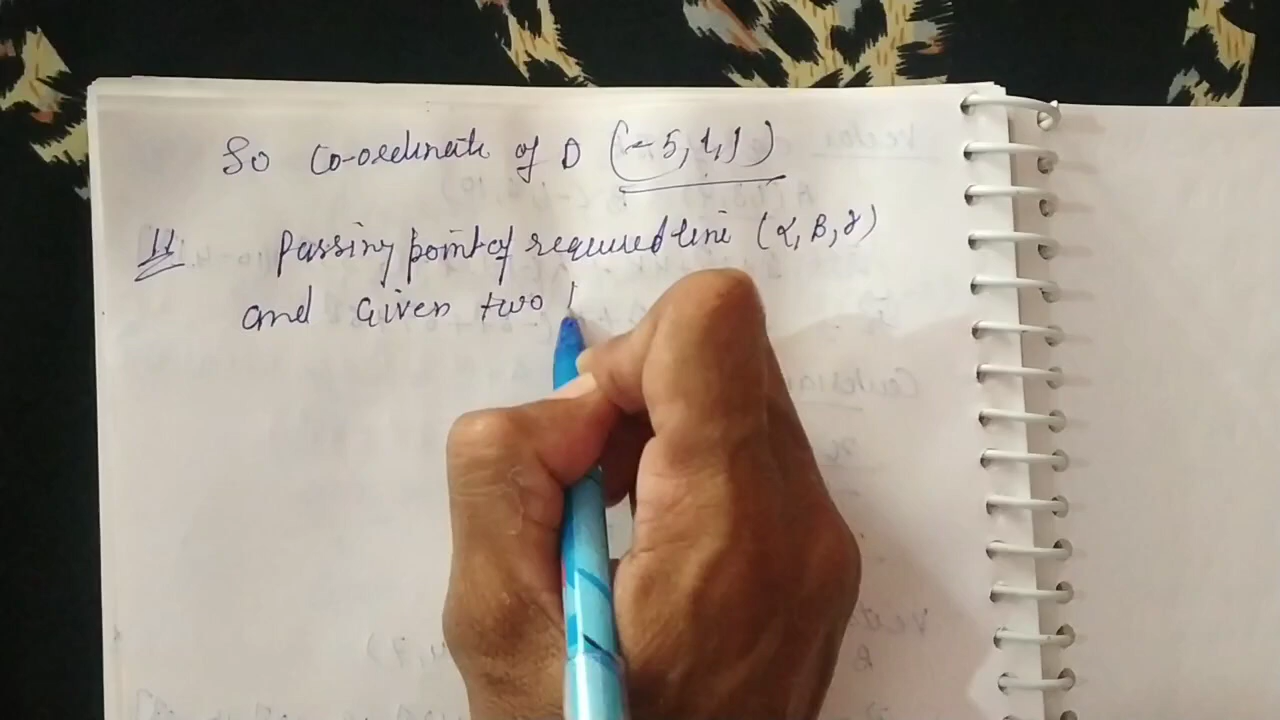 So Co-ordinate of D (-5, 1, 1)
11 Passing point of required line (α, β, γ)
and Given two